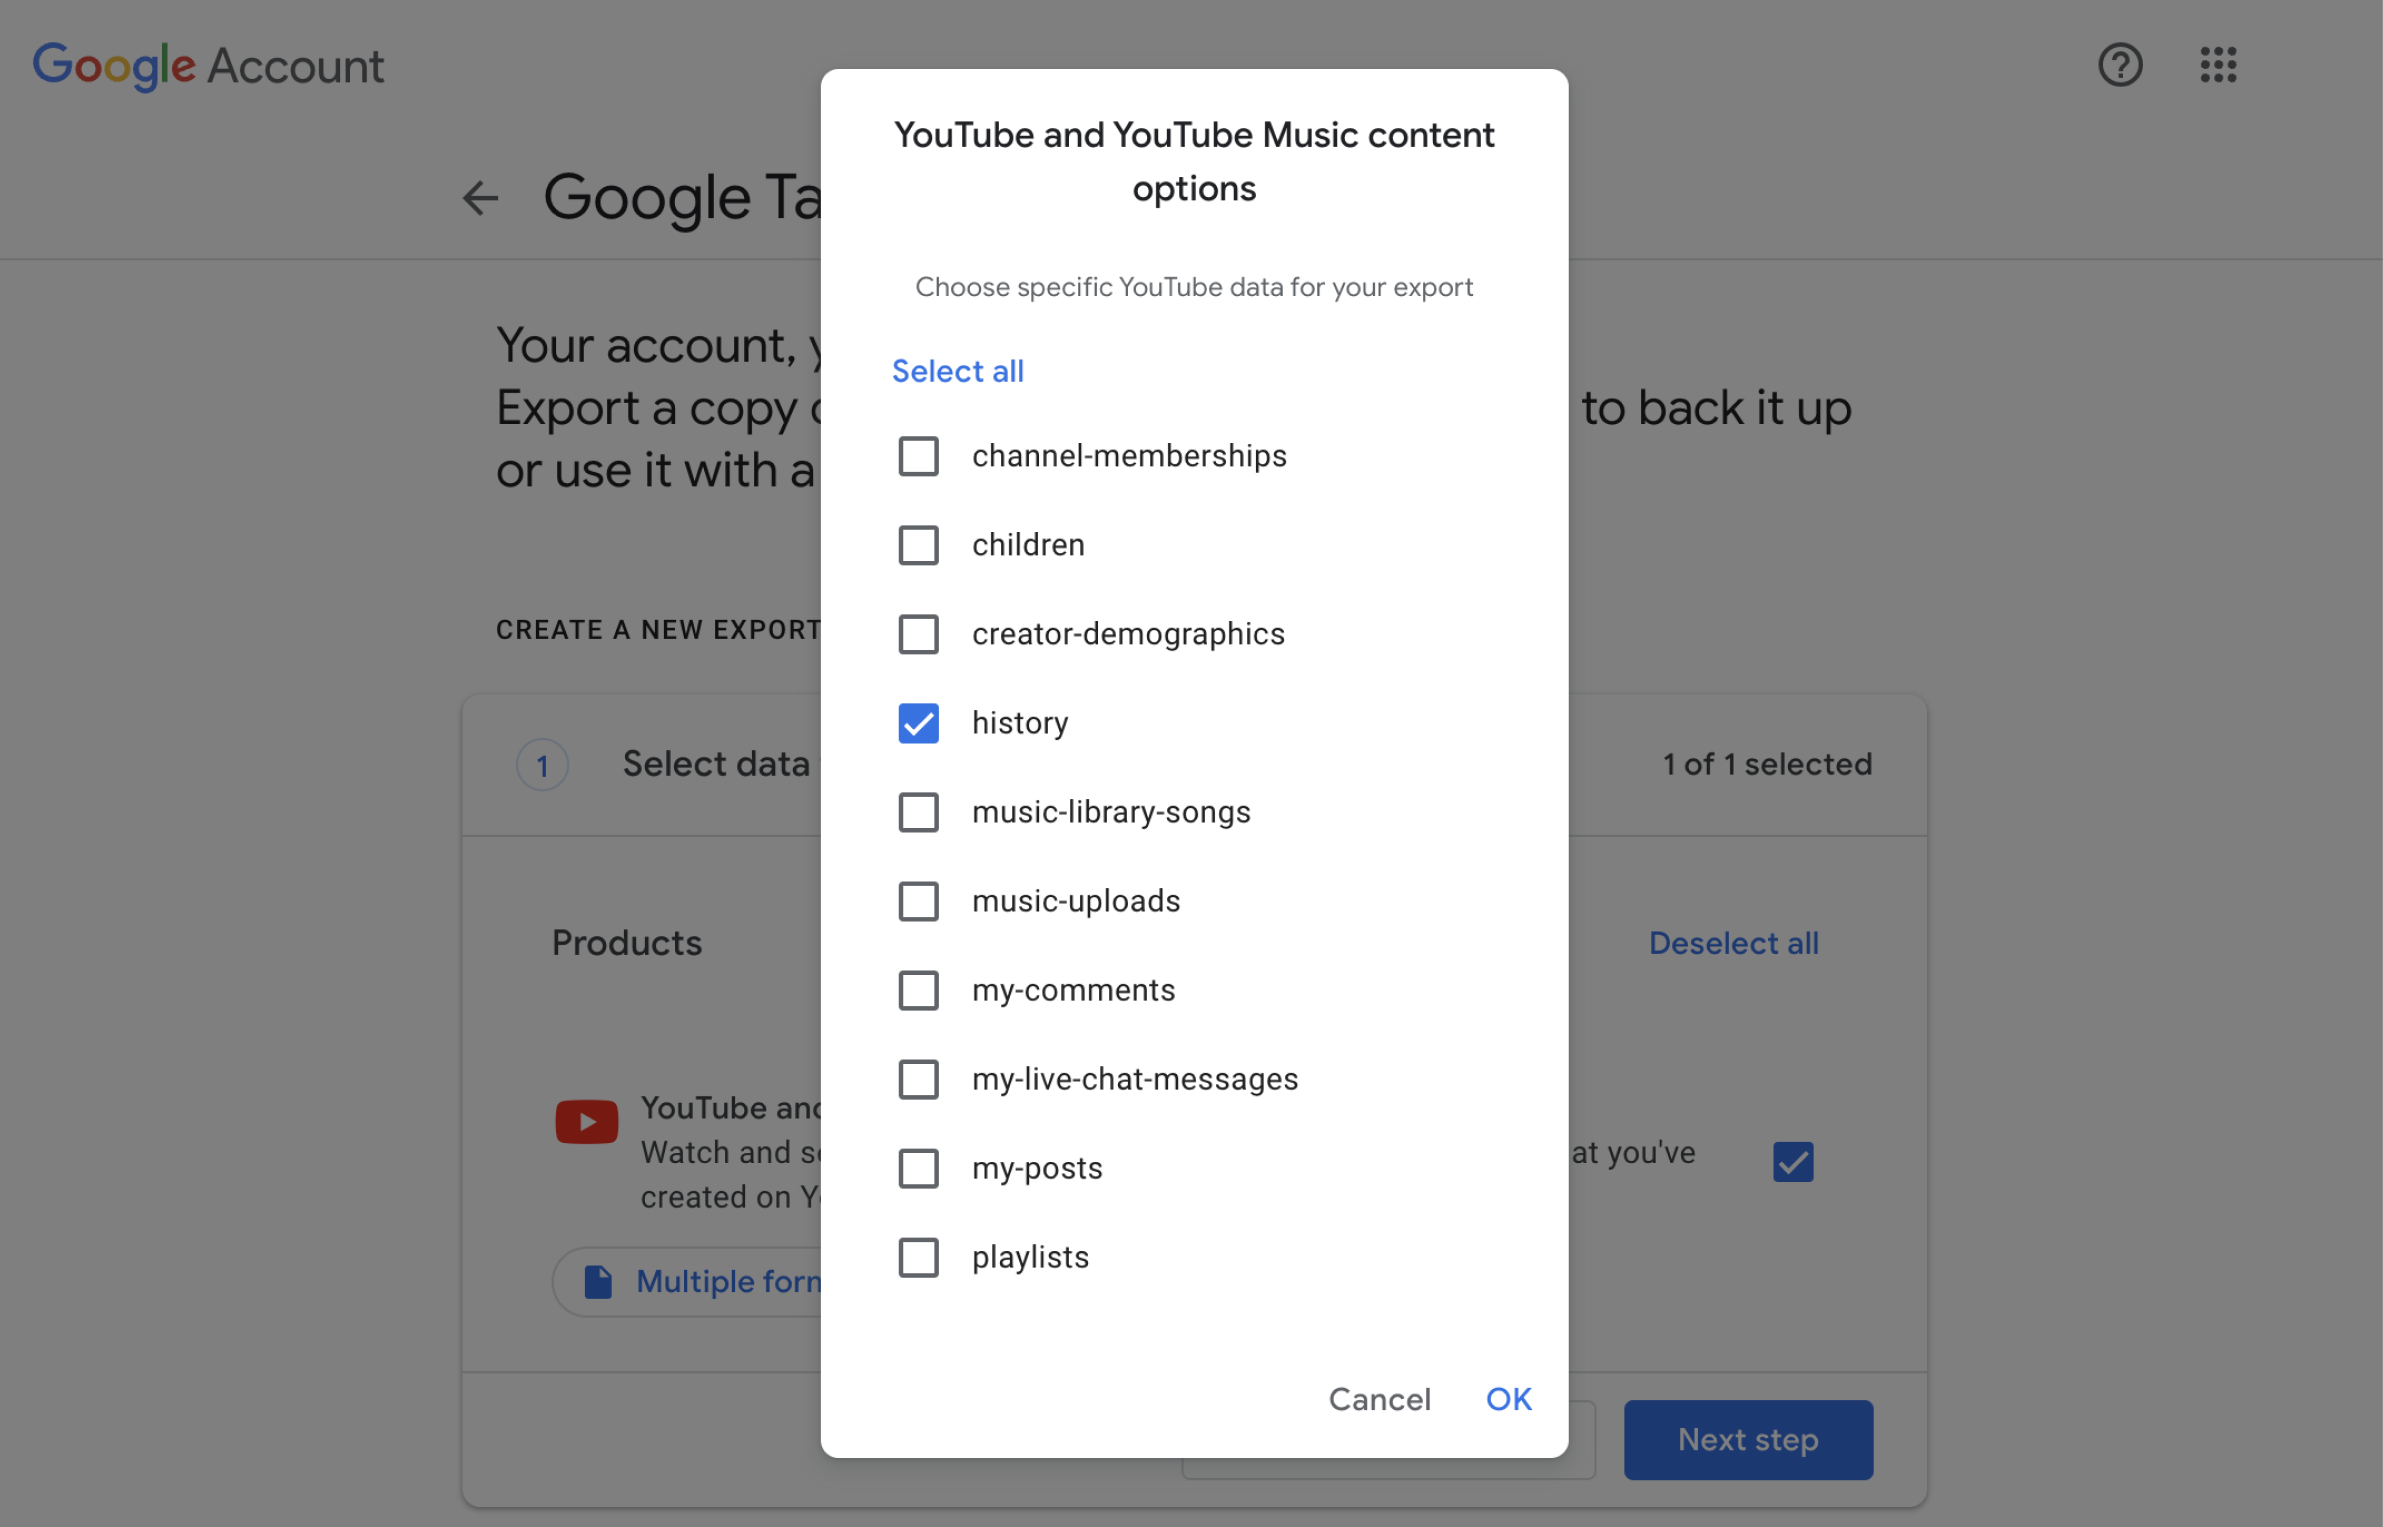 Google Account
Google Ta
Your account,
Export a copy
to back it up
or use it with a
CREATE A NEW EXPORT
1
Select data
1 of 1 selected
Products
Deselect all
YouTube and
Watch and
at you've
created on
Multiple
Next step
YouTube and YouTube Music content
options
Choose specific YouTube data for your export
Select all
channel-memberships
children
creator-demographics
history
music-library-songs
music-uploads
my-comments
my-live-chat-messages
my-posts
playlists
Cancel
OK